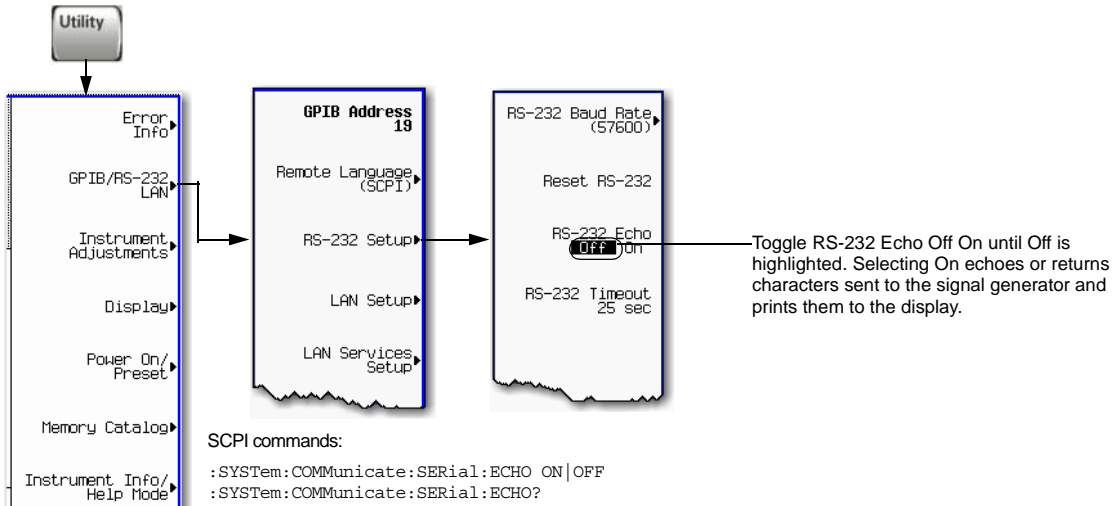 Utility
Error
Info
GPIB/RS-232
LAN
Instrument
Adjustments
Display
Power On/
Preset
Memory Catalog
Instrument Info/
Help Mode
GPIB Address
19
Remote Language
(SCPI)
RS-232 Setup
LAN Setup
LAN Services
Setup
RS-232 Baud Rate
(57600)
Reset RS-232
RS-232 Echo
Off On
RS-232 Timeout
25 sec
Toggle RS-232 Echo Off On until Off is
highlighted. Selecting On echoes or returns
characters sent to the signal generator and
prints them to the display.
SCPI commands:
:SYSTem:COMMunicate:SERial:ECHO ON|OFF
:SYSTem:COMMunicate:SERial:ECHO?